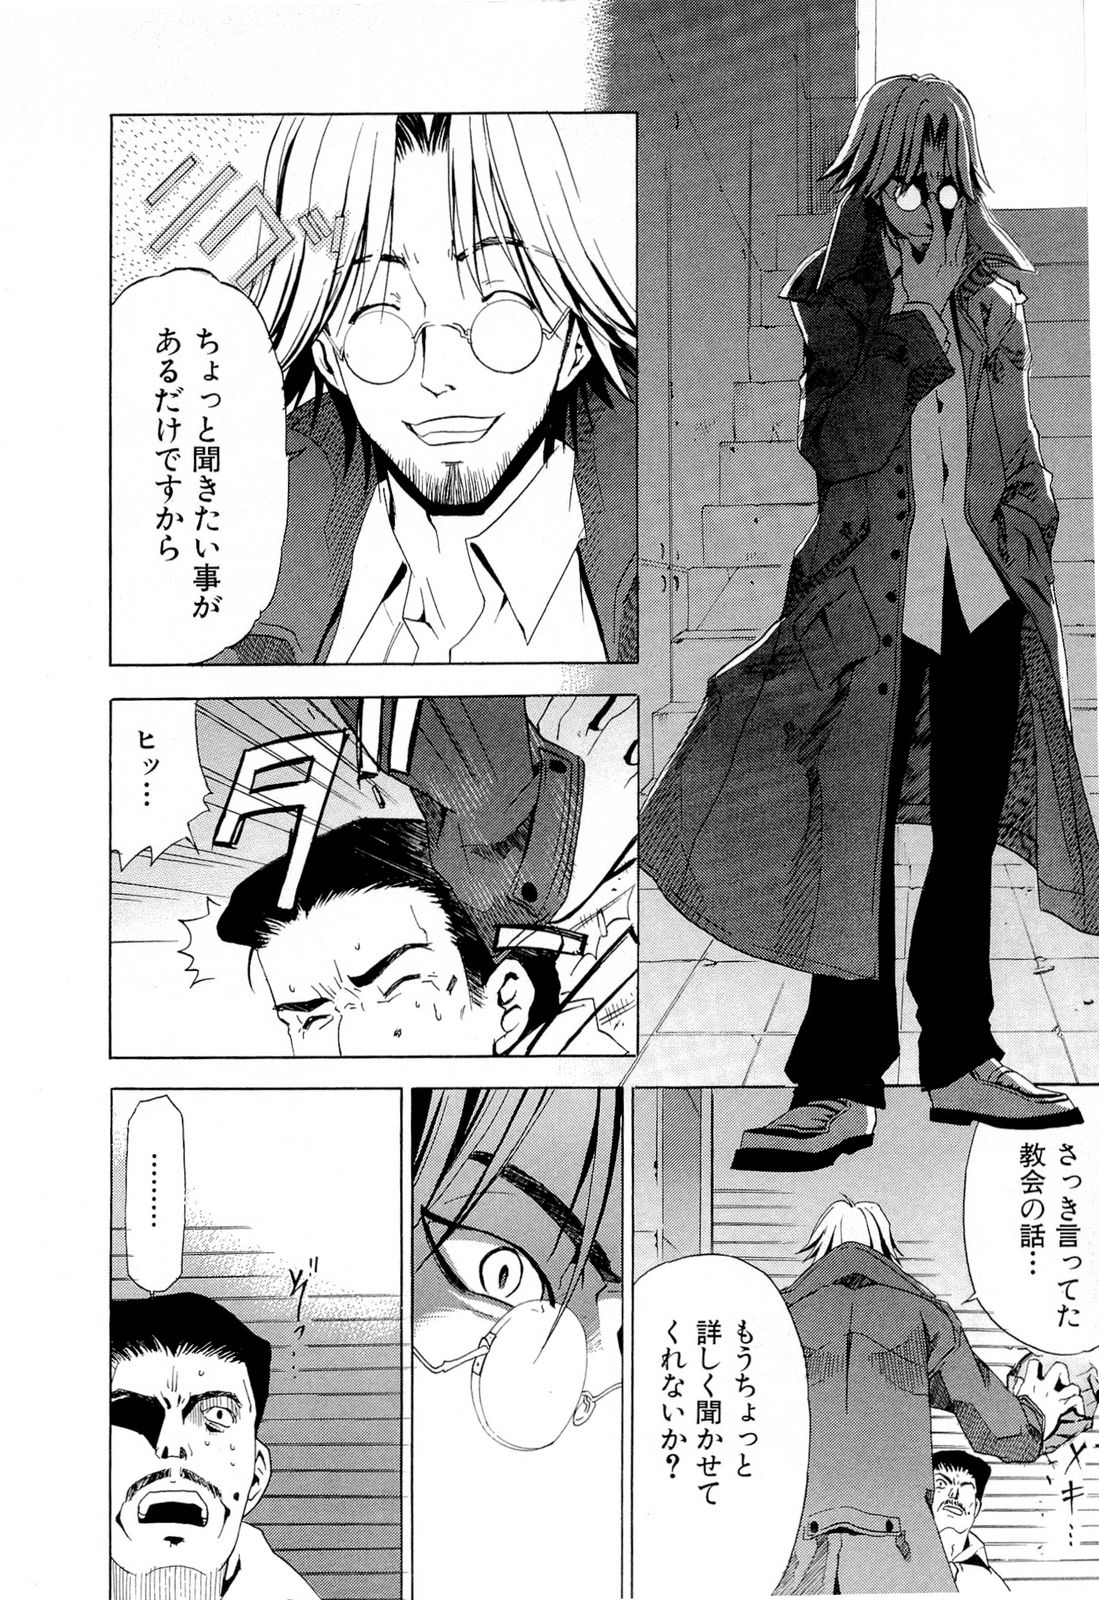 ちょっと聞きたい事が
あるだけですから
ヒッ…
さっき言ってた
教会の話…
メキ…
もうちょっと
詳しく聞かせて
くれないか？
………